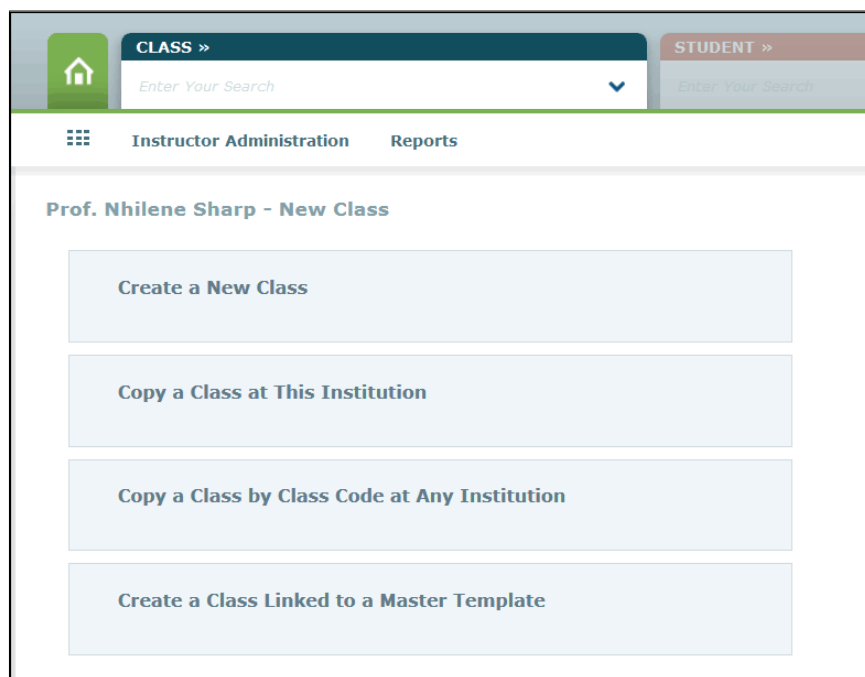 CLASS »
STUDENT »
Enter Your Search
Enter Your Search
Instructor Administration
Reports
Prof. Nhilene Sharp - New Class
Create a New Class
Copy a Class at This Institution
Copy a Class by Class Code at Any Institution
Create a Class Linked to a Master Template